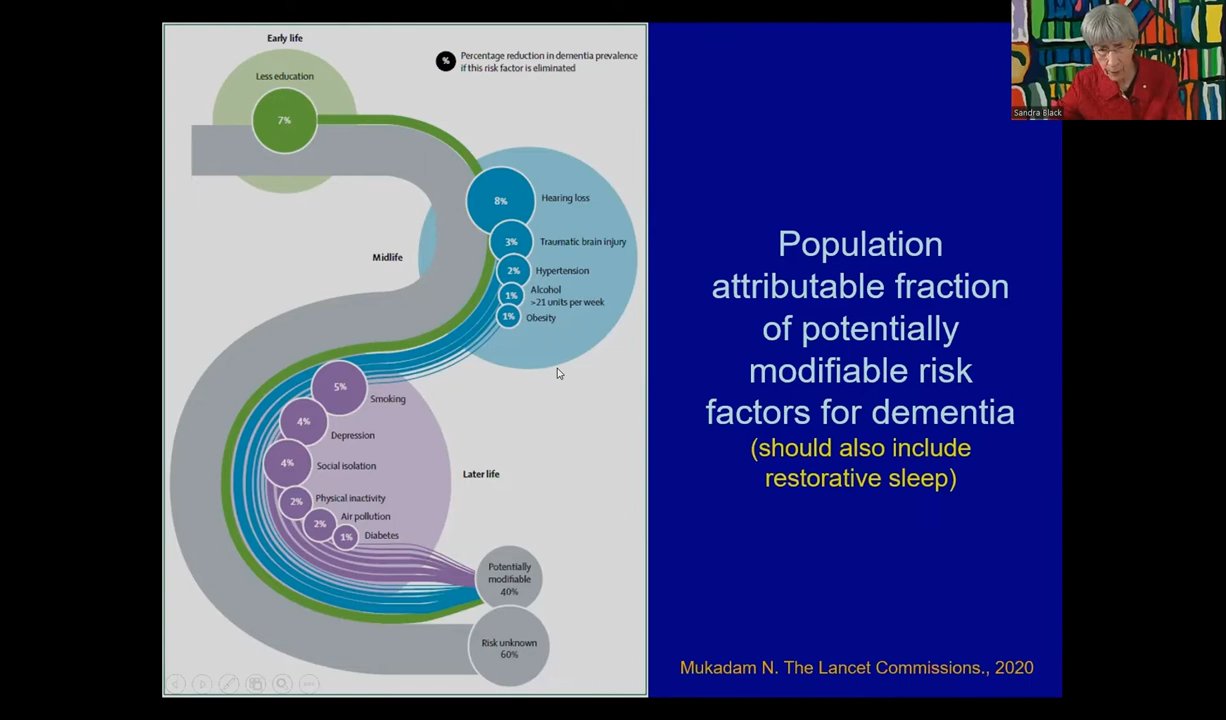 Early life
%
Percentage reduction in dementia prevalence
if this risk factor is eliminated
Less education
7%
8%
Hearing loss
3%
Traumatic brain injury
Midlife
2%
Hypertension
1%
Alcohol
>21 units per week
1%
Obesity
5%
Smoking
4%
Depression
4%
Social isolation
Later life
2%
Physical inactivity
2%
Air pollution
1%
Diabetes
Potentially
modifiable
40%
Risk unknown
60%
Sandra Black
Population
attributable fraction
of potentially
modifiable risk
factors for dementia
(should also include
restorative sleep)
Mukadam N. The Lancet Commissions., 2020